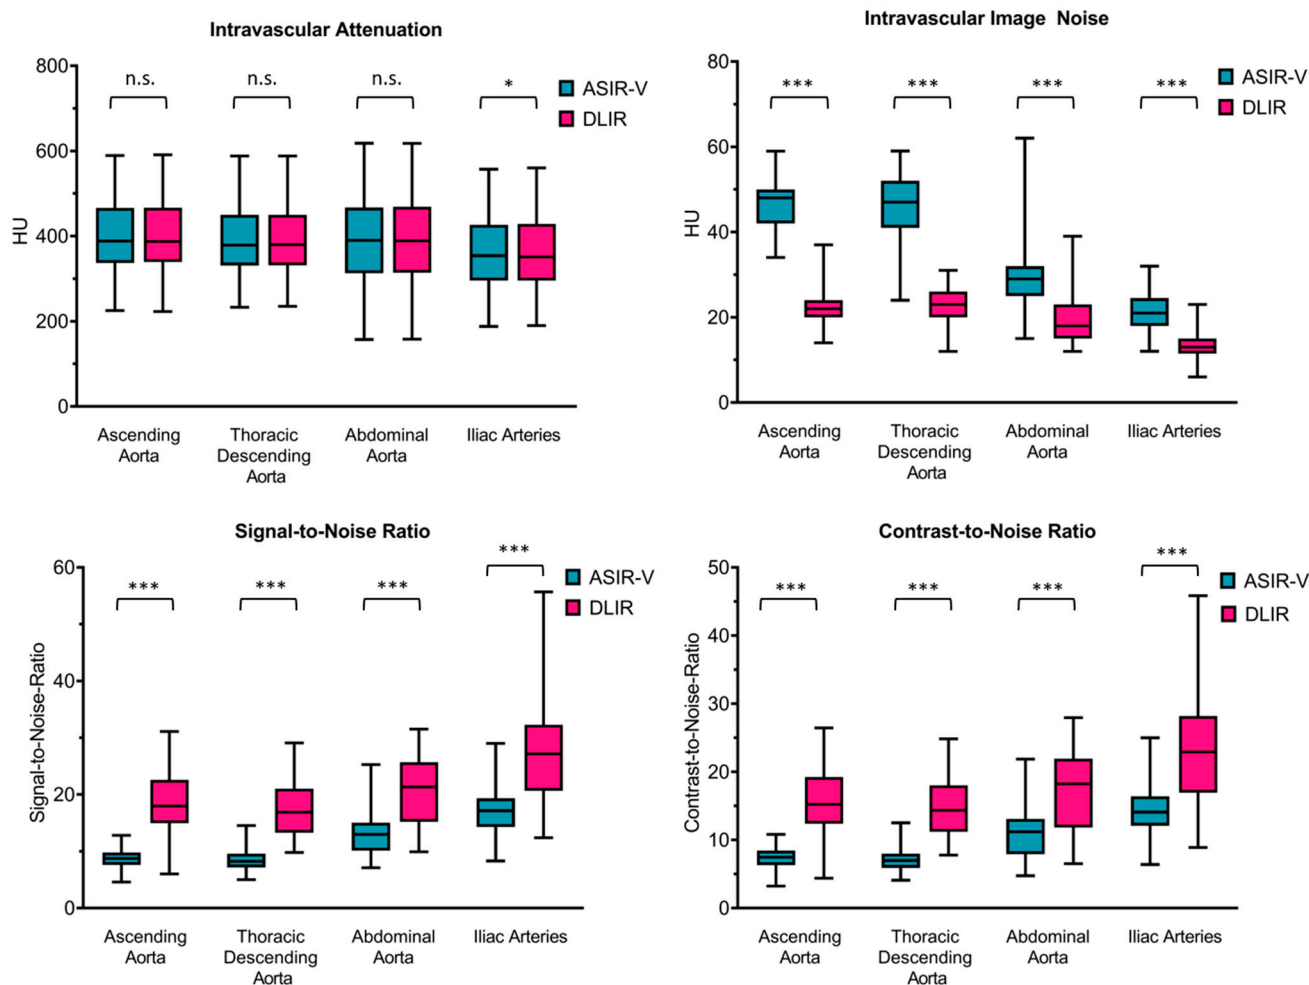 Intravascular Attenuation
800
600
400
200
0
HU
n.s.
n.s.
n.s.
*
ASIR-V
DLIR
Ascending
Aorta
Thoracic
Descending
Aorta
Abdominal
Aorta
Iliac Arteries
Intravascular Image Noise
80
60
40
20
0
HU
***
***
***
***
ASIR-V
DLIR
Ascending
Aorta
Thoracic
Descending
Aorta
Abdominal
Aorta
Iliac Arteries
Signal-to-Noise Ratio
60
40
20
0
Signal-to-Noise-Ratio
***
***
***
***
ASIR-V
DLIR
Ascending
Aorta
Thoracic
Descending
Aorta
Abdominal
Aorta
Iliac Arteries
Contrast-to-Noise Ratio
50
40
30
20
10
0
Contrast-to-Noise-Ratio
***
***
***
***
ASIR-V
DLIR
Ascending
Aorta
Thoracic
Descending
Aorta
Abdominal
Aorta
Iliac Arteries